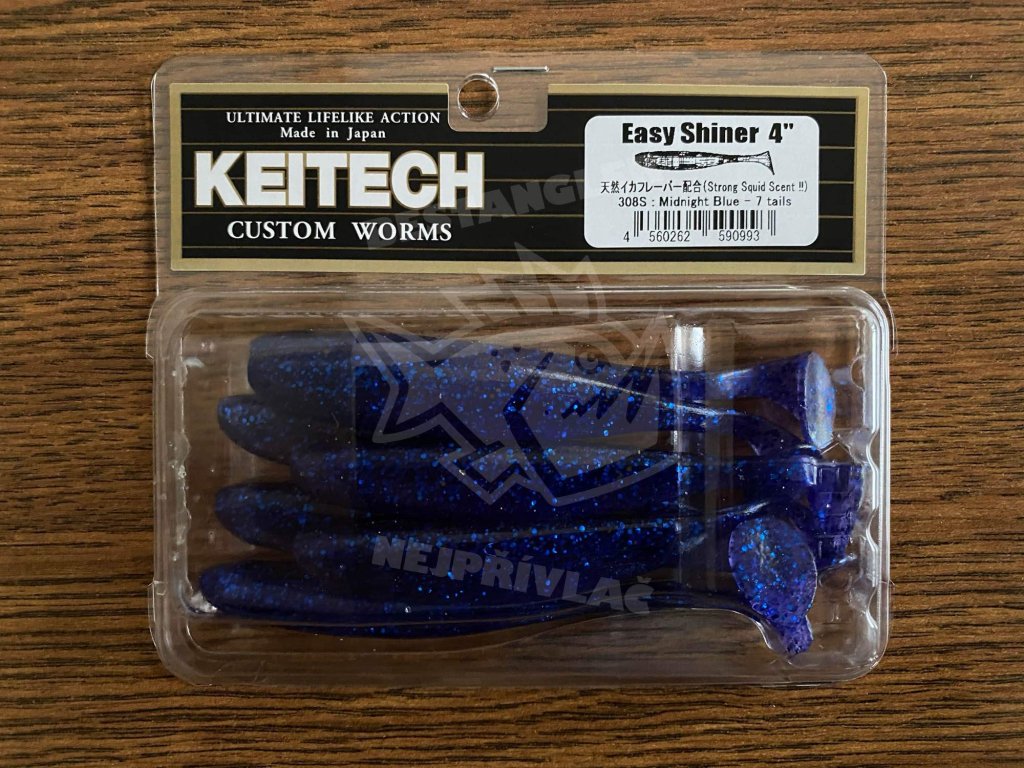 ULTIMATE LIFELIKE ACTION
Made in Japan
KEITECH
CUSTOM WORMS
Easy Shiner 4"
天然イカフレーバー配合(Strong Squid Scent !!)
308S : Midnight Blue - 7 tails
4 560262 590993
NEJPŘÍVLAČ